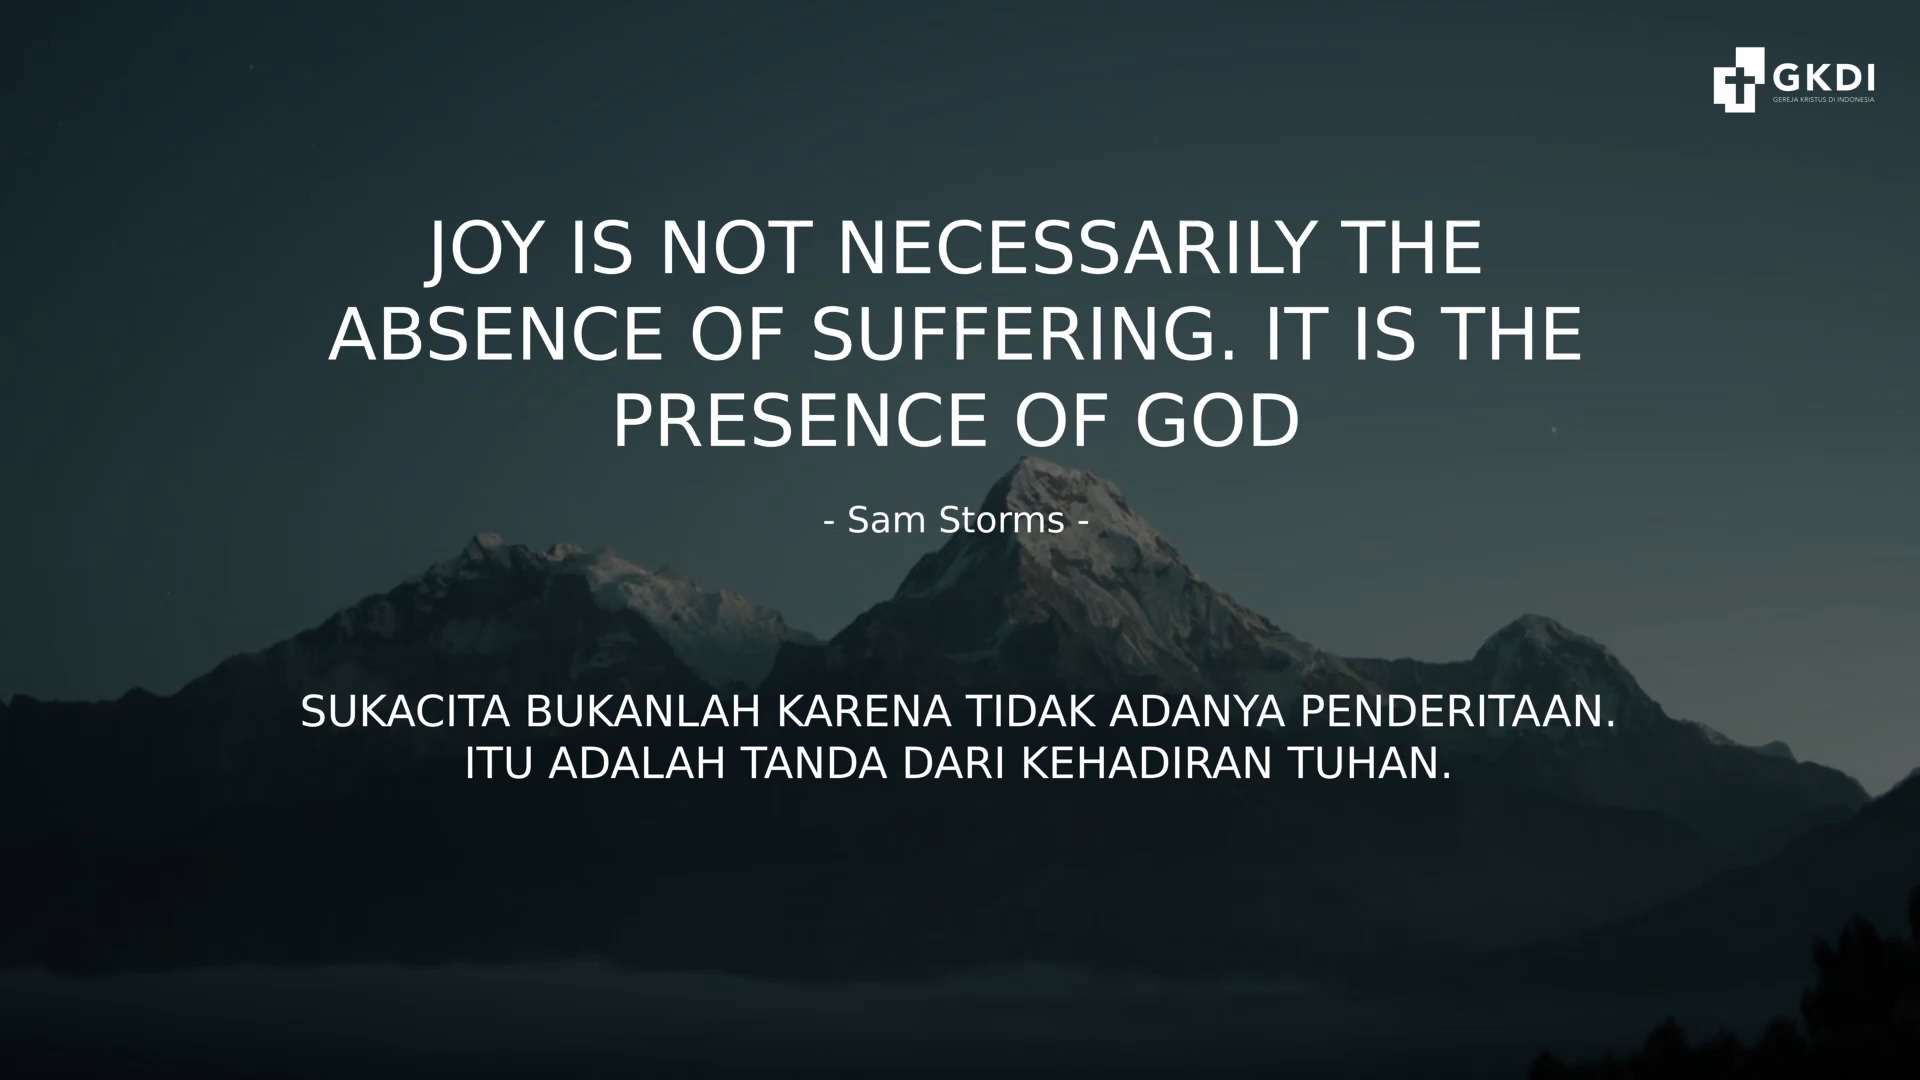 GKDI
GEREJA KRISTUS DI INDONESIA
JOY IS NOT NECESSARILY THE
ABSENCE OF SUFFERING. IT IS THE
PRESENCE OF GOD
- Sam Storms -
SUKACITA BUKANLAH KARENA TIDAK ADANYA PENDERITAAN.
ITU ADALAH TANDA DARI KEHADIRAN TUHAN.